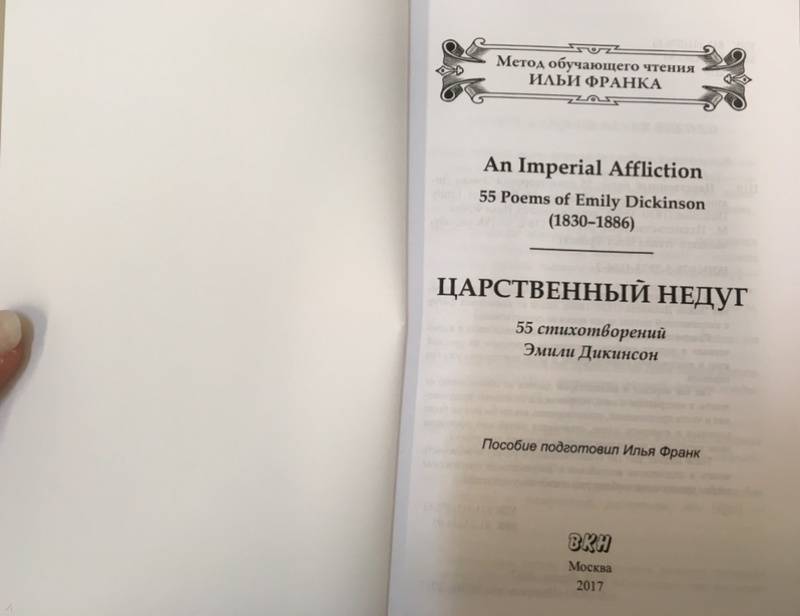 Метод обучающего чтения
ИЛЬИ ФРАНКА
An Imperial Affliction
55 Poems of Emily Dickinson
(1830–1886)
ЦАРСТВЕННЫЙ НЕДУГ
55 стихотворений
Эмили Дикинсон
Пособие подготовил Илья Франк
ВКН
Москва
2017